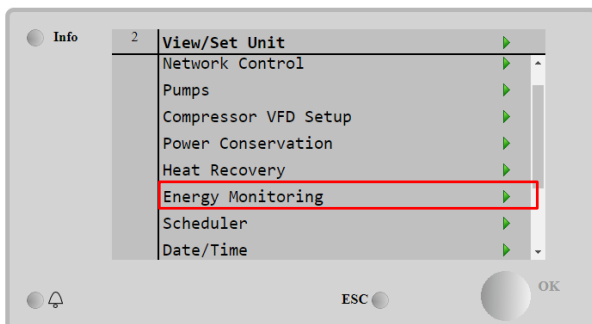 Info
2 View/Set Unit
Network Control
Pumps
Compressor VFD Setup
Power Conservation
Heat Recovery
Energy Monitoring
Scheduler
Date/Time
ESC
OK